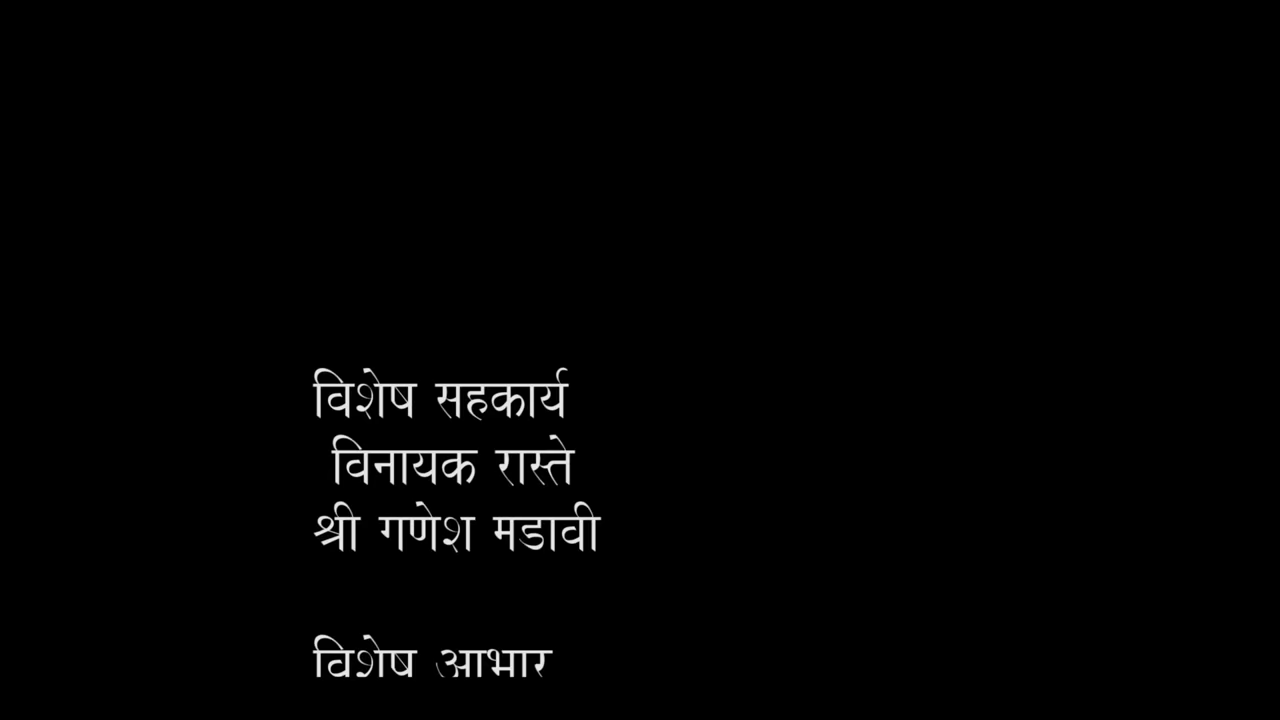 विशेष सहकार्य
विनायक रास्ते
श्री गणेश मडावी
विशेष आभार